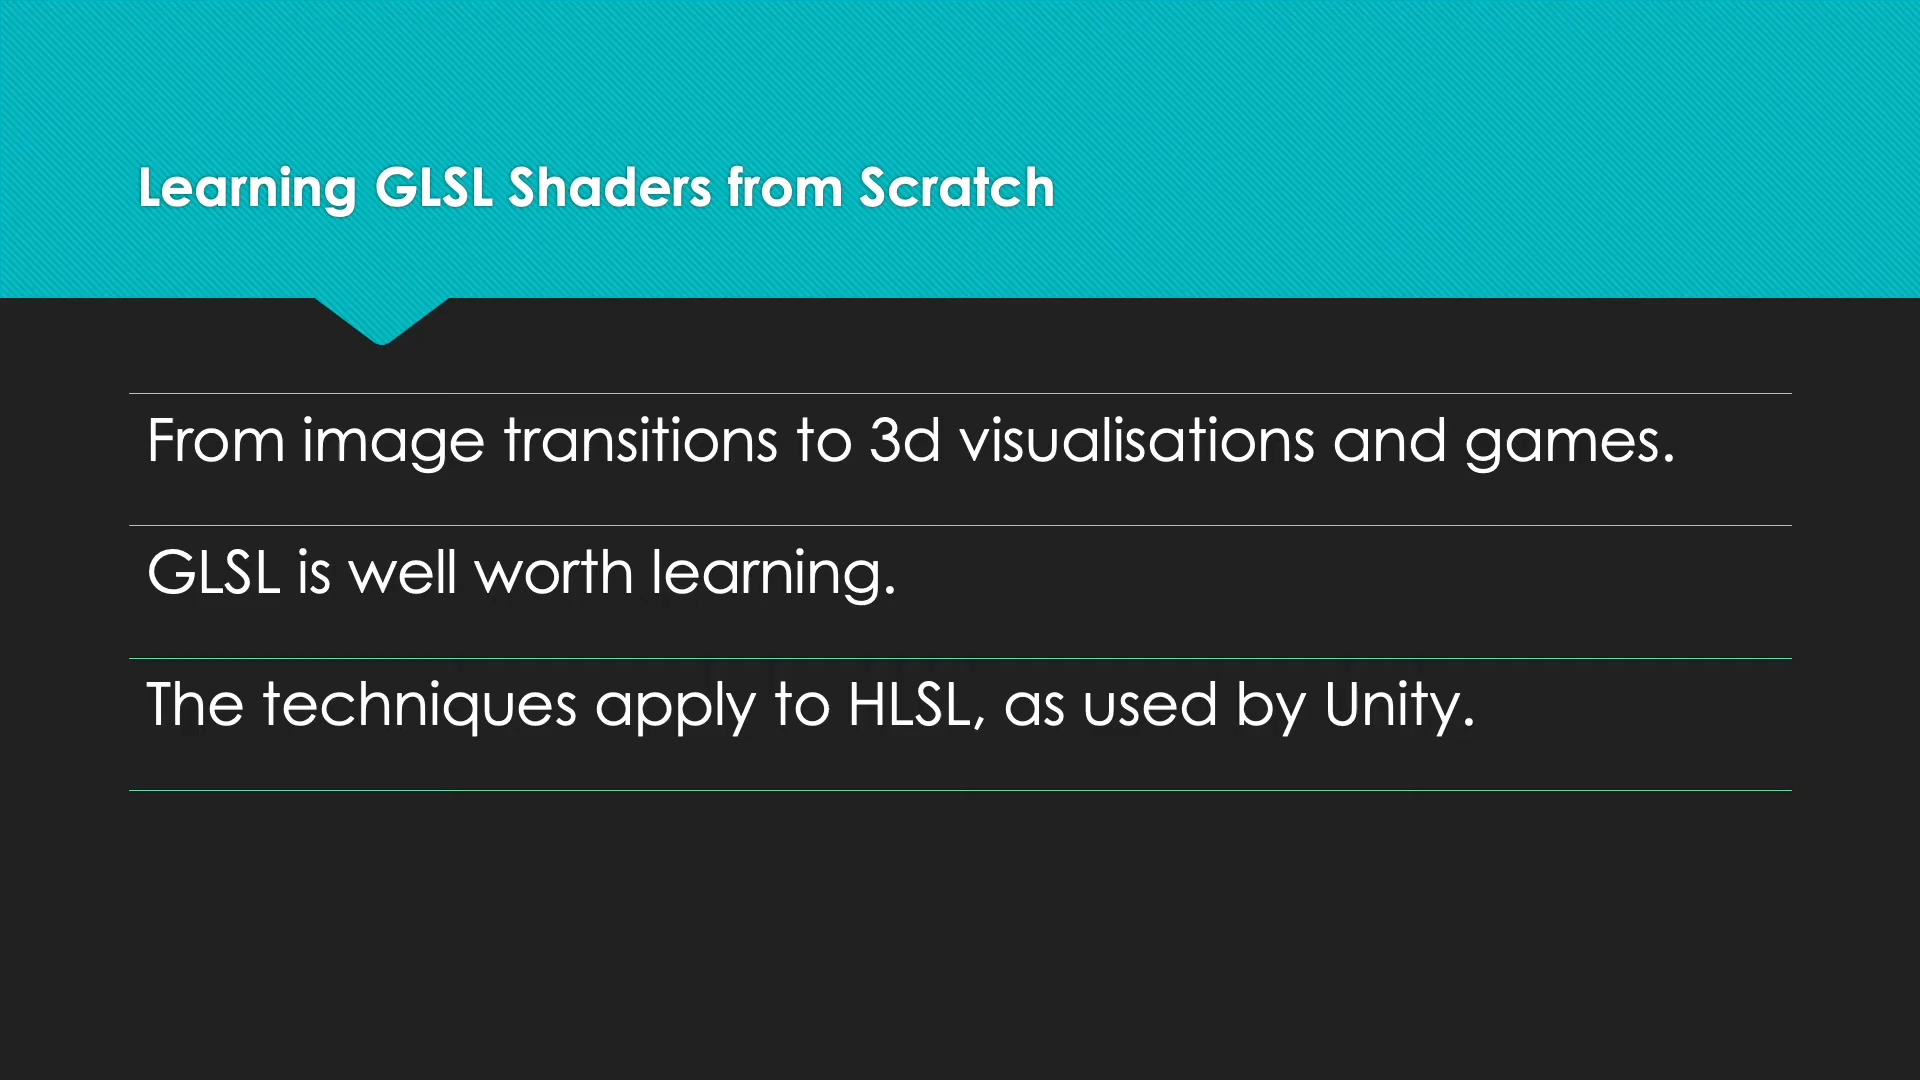 Learning GLSL Shaders from Scratch
From image transitions to 3d visualisations and games.
GLSL is well worth learning.
The techniques apply to HLSL, as used by Unity.